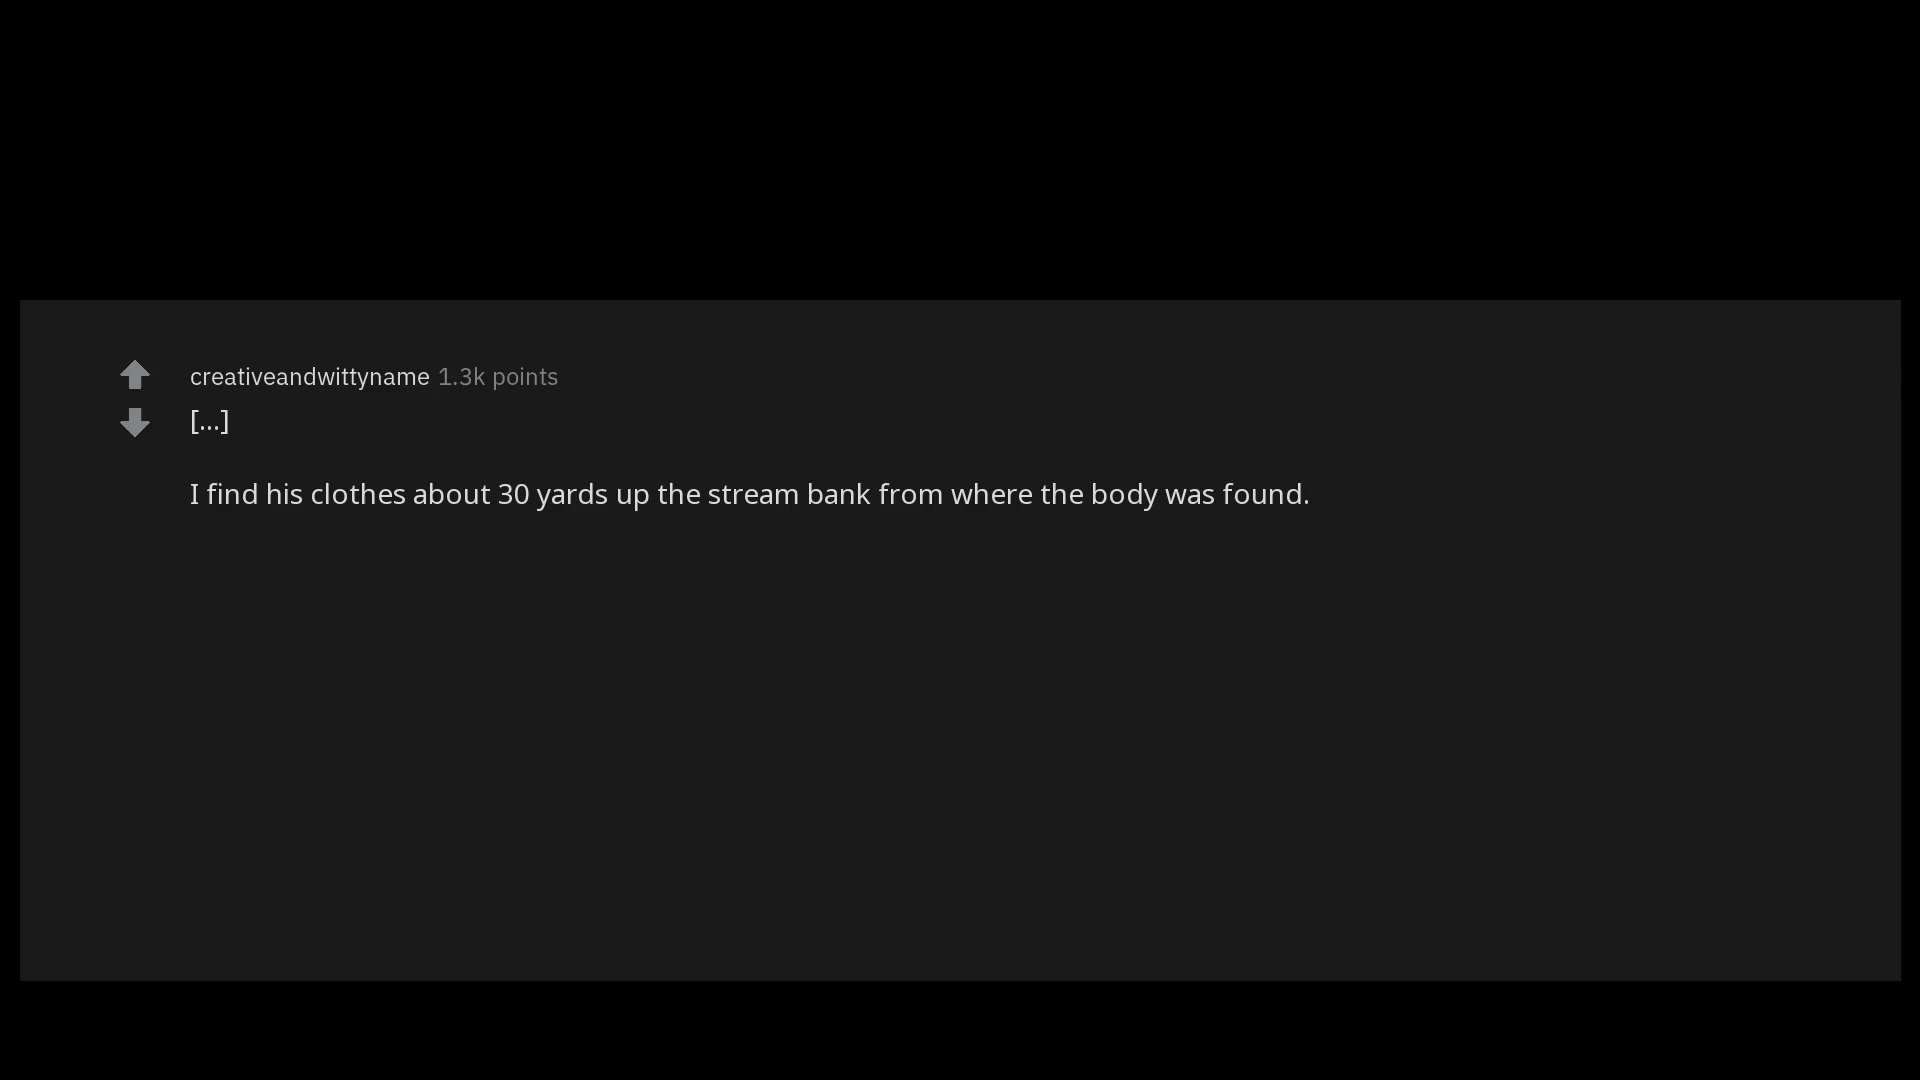 creativeandwittyname 1.3k points
[...]
I find his clothes about 30 yards up the stream bank from where the body was found.